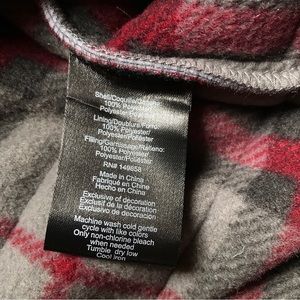 Shell/Coquille/Carcasa:
100% Polyester/
Polyester/Poliéster
Lining/Doublure/Forro:
100% Polyester/
Polyester/Poliéster
Filling/Garnissage/Relleno:
100% Polyester/
Polyester/Poliéster
RN# 149858
Made in China
Fabriqué en Chine
Hecho en China
Exclusive of decoration
Exclusif de la décoration
Exclusivo de decoración
Machine wash cold gentle
cycle with like colors
Only non-chlorine bleach
when needed
Tumble dry low
Cool iron